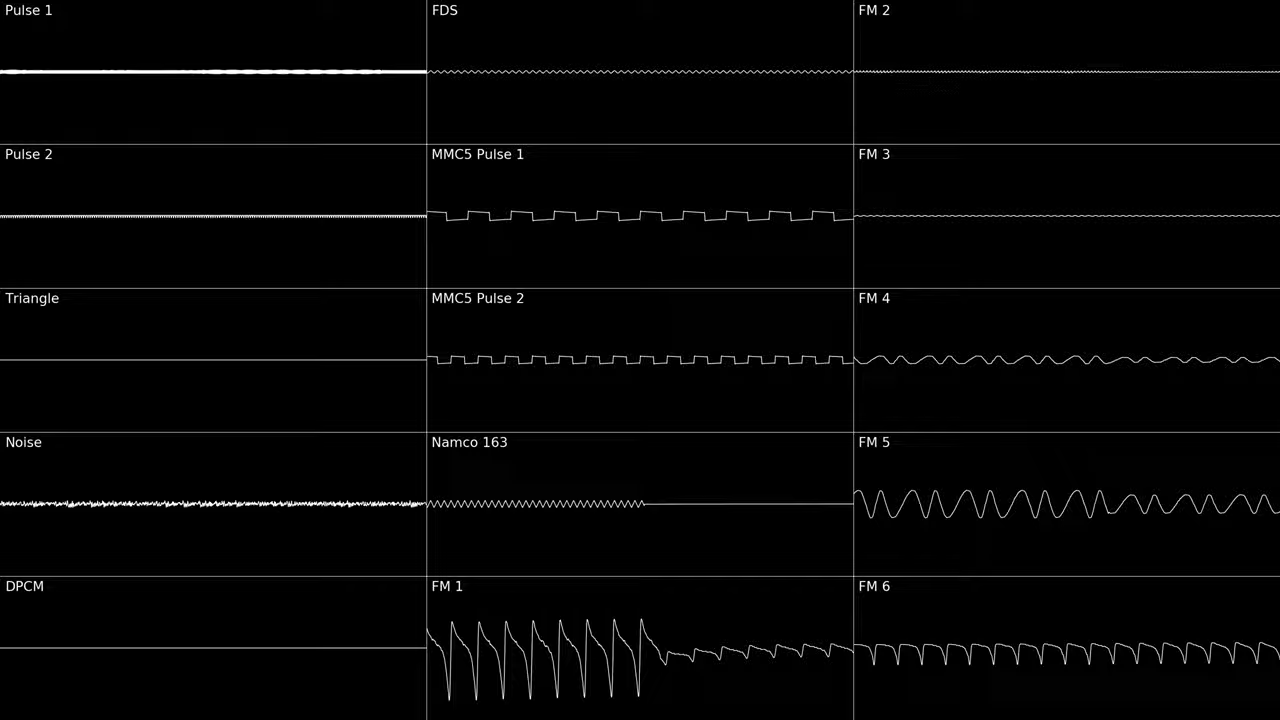 Pulse 1
Pulse 2
Triangle
Noise
DPCM
FDS
MMC5 Pulse 1
MMC5 Pulse 2
Namco 163
FM 1
FM 2
FM 3
FM 4
FM 5
FM 6